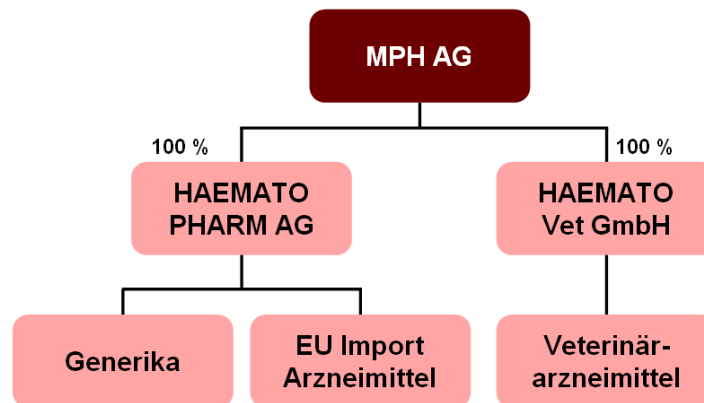 MPH AG
100 %
100 %
HAEMATO
PHARM AG
HAEMATO
Vet GmbH
Generika
EU Import
Arzneimittel
Veterinär-
arzneimittel